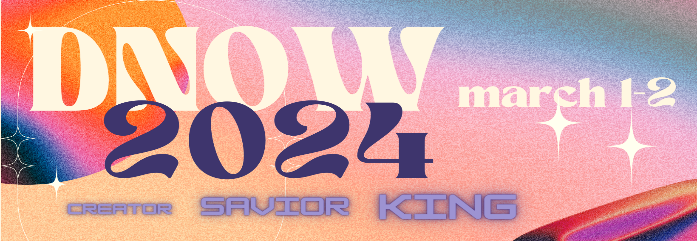 DNOW
march 1-2
2024
CREATOR SAVIOR KING